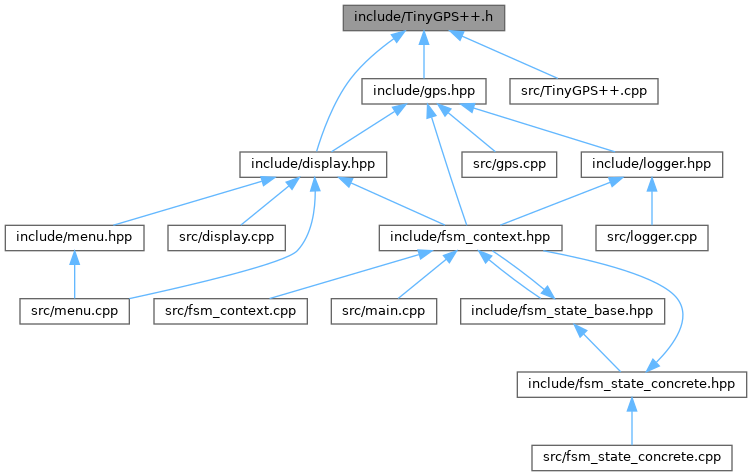 include/TinyGPS++.h
include/gps.hpp
src/TinyGPS++.cpp
include/display.hpp
src/gps.cpp
include/logger.hpp
include/menu.hpp
src/display.cpp
include/fsm_context.hpp
src/logger.cpp
src/menu.cpp
src/fsm_context.cpp
src/main.cpp
include/fsm_state_base.hpp
include/fsm_state_concrete.hpp
src/fsm_state_concrete.cpp